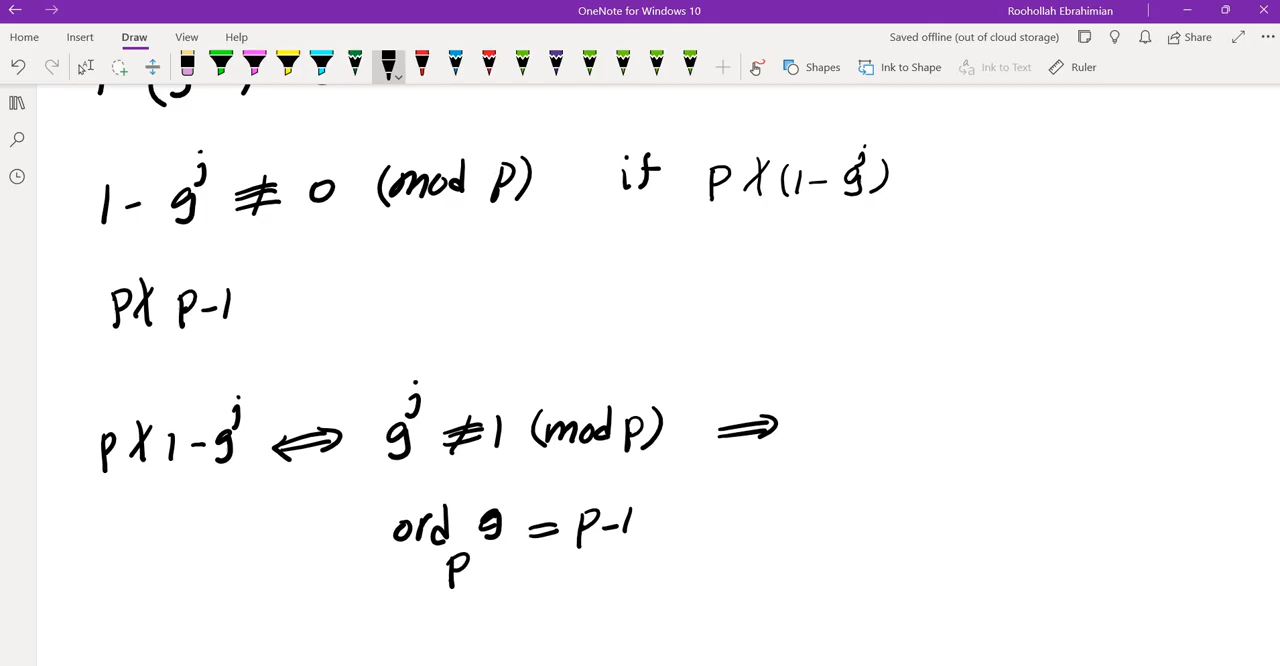 OneNote for Windows 10
Roohollah Ebrahimian
Home Insert Draw View Help
Saved offline (out of cloud storage)
Share
Shapes Ink to Shape Ink to Text Ruler
1 - g^j ≢ 0 (mod p) if p ∤ (1 - g^j)
p ∤ p-1
p ∤ 1 - g^j ⟺ g^j ≢ 1 (mod p) ⟹
ord_p g = p-1